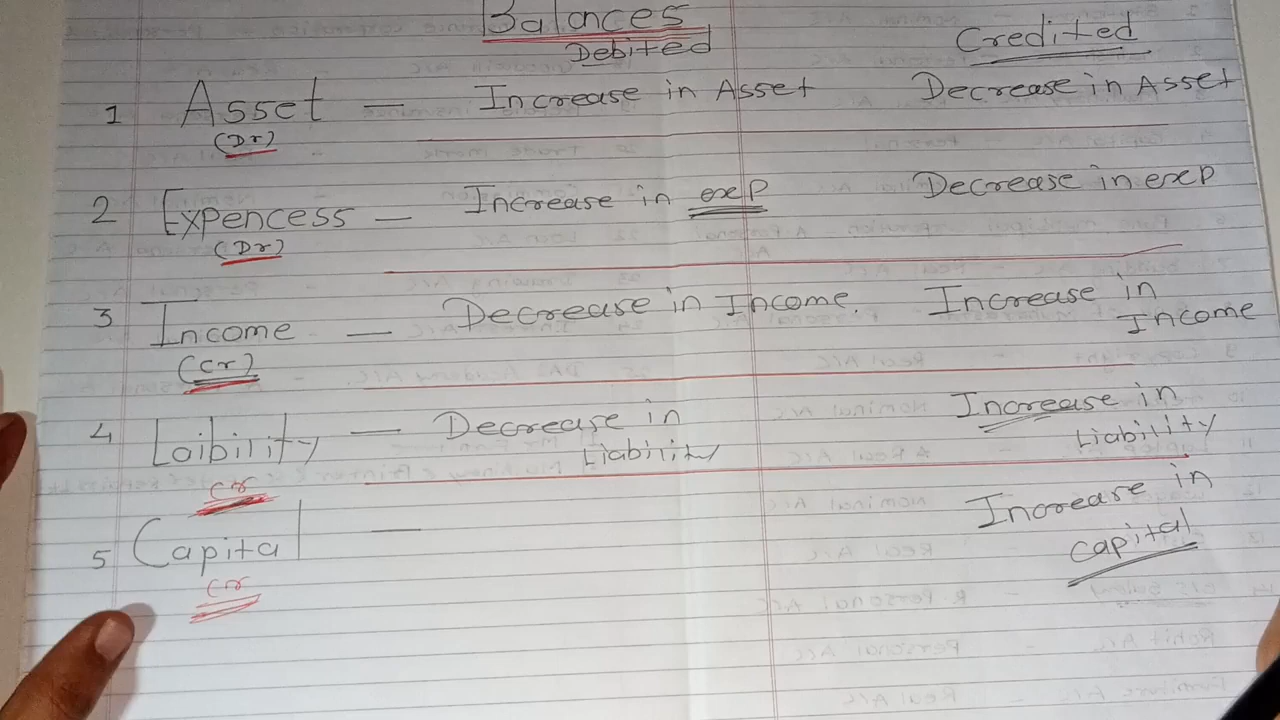 Balances
Debited Credited
1 Asset — Increase in Asset Decrease in Asset
(Dr)
2 Expencess — Increase in exp Decrease in exp
(Dr)
3 Income — Decrease in Income. Increase in Income
(Cr)
4 Laibility — Decrease in Liability Increase in Liability
Cr
5 Capital — Increase in capital
Cr